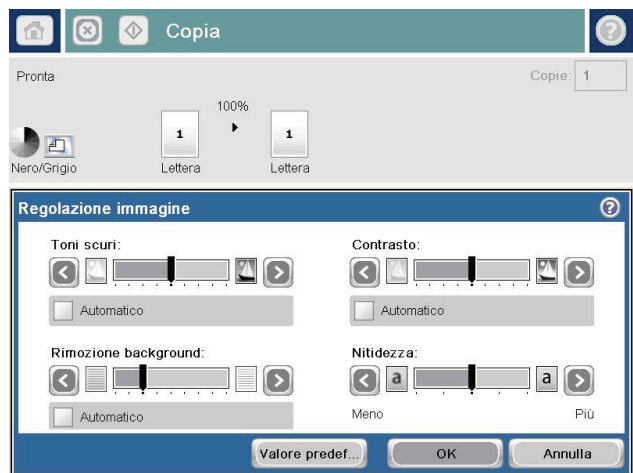 Copia
Pronta
Copie: 1
100%
1 1
Nero/Grigio Lettera Lettera
Regolazione immagine
Toni scuri: Contrasto:
Automatico Automatico
Rimozione background: Nitidezza:
a a
Automatico Meno Più
Valore predef... OK Annulla